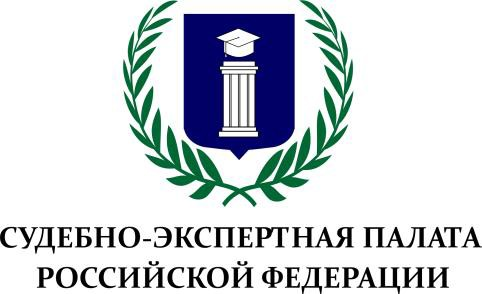 СУДЕБНО-ЭКСПЕРТНАЯ ПАЛАТА
РОССИЙСКОЙ ФЕДЕРАЦИИ